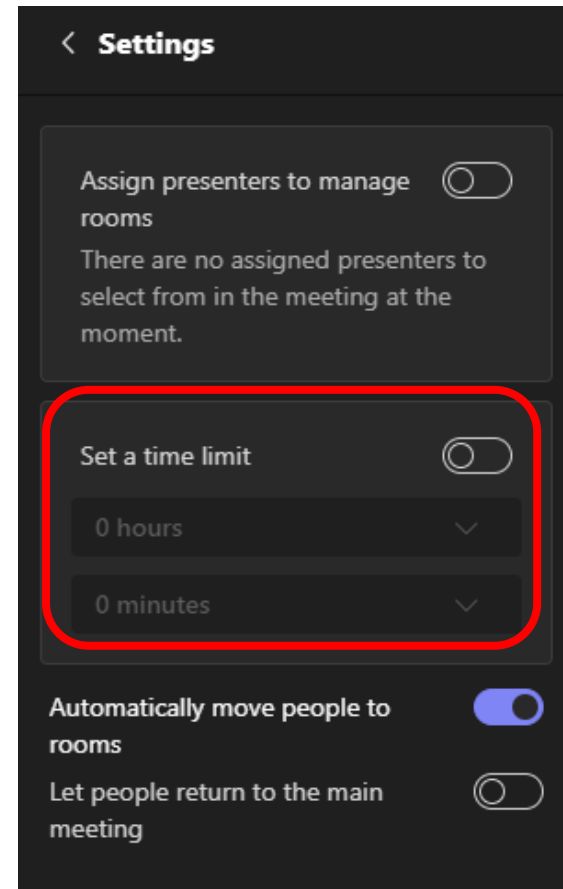 Settings
Assign presenters to manage
rooms
There are no assigned presenters to
select from in the meeting at the
moment.
Set a time limit
0 hours
0 minutes
Automatically move people to
rooms
Let people return to the main
meeting